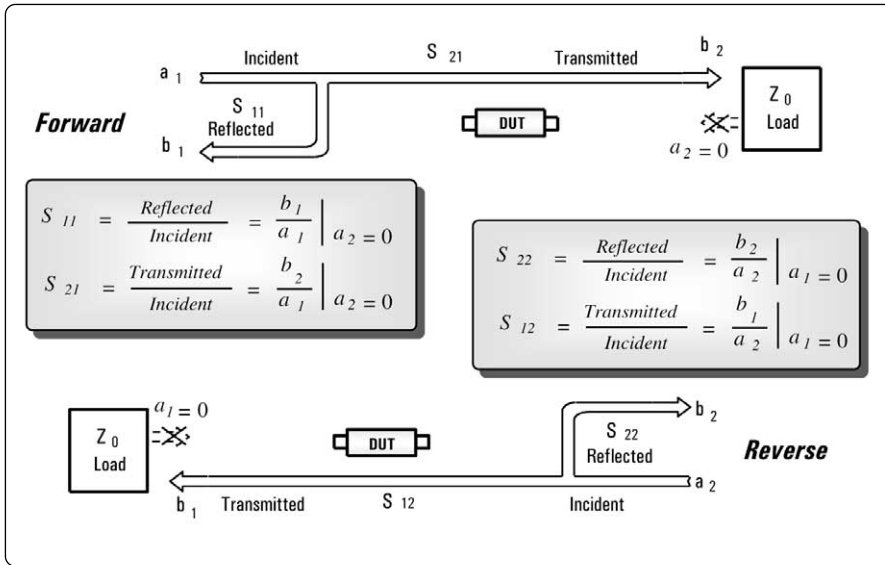 Incident S 21 Transmitted b 2
a 1
S 11
Reflected
Forward
b 1
DUT
Z 0
Load
a 2 = 0
S 11 = Reflected / Incident = b 1 / a 1 | a 2 = 0
S 21 = Transmitted / Incident = b 2 / a 1 | a 2 = 0
S 22 = Reflected / Incident = b 2 / a 2 | a 1 = 0
S 12 = Transmitted / Incident = b 1 / a 2 | a 1 = 0
a 1 = 0
Z 0
Load
DUT
b 2
S 22
Reflected
Reverse
a 2
b 1 Transmitted S 12 Incident